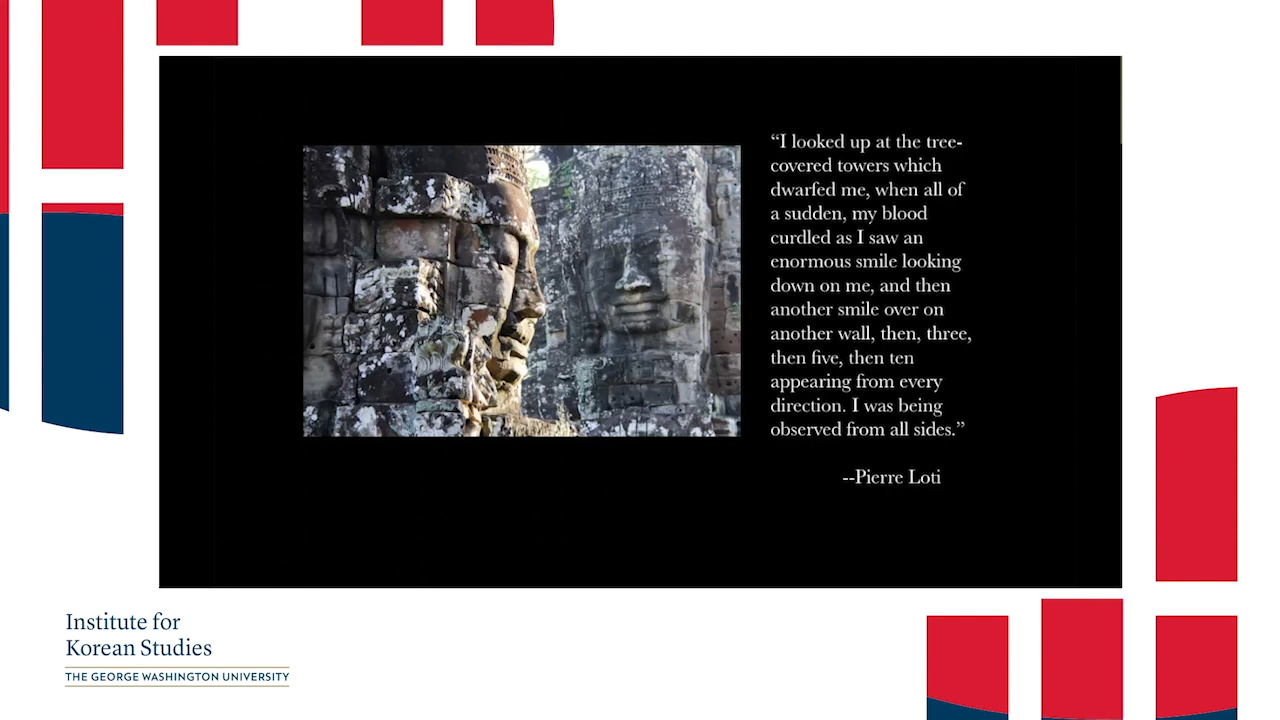 “I looked up at the tree-
covered towers which
dwarfed me, when all of
a sudden, my blood
curdled as I saw an
enormous smile looking
down on me, and then
another smile over on
another wall, then, three,
then five, then ten
appearing from every
direction. I was being
observed from all sides.”
--Pierre Loti
Institute for
Korean Studies
THE GEORGE WASHINGTON UNIVERSITY